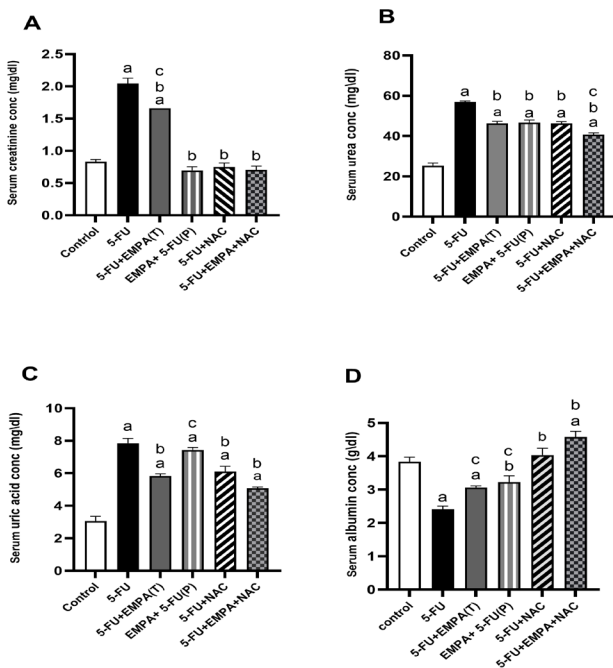 A
Serum creatinine conc (mg\dl)
2.5
2.0
1.5
1.0
0.5
0.0
a
c
b
a
b
b
b
Contriol
5-FU
5-FU+EMPA(T)
EMPA+ 5-FU(P)
5-FU+NAC
5-FU+EMPA+NAC
B
Serum urea conc (mg\dl)
80
60
40
20
0
a
b
a
b
a
b
a
c
b
a
Control
5-FU
5-FU+EMPA(T)
EMPA+ 5-FU(P)
5-FU+NAC
5-FU+EMPA+NAC
C
Serum uric acid conc (mg\dl)
8
6
4
2
0
a
b
a
c
a
b
a
b
a
Control
5-FU
5-FU+EMPA(T)
EMPA+ 5-FU(P)
5-FU+NAC
5-FU+EMPA+NAC
D
Serum albumin conc (g\dl)
5
4
3
2
1
0
a
c
a
c
b
b
b
a
control
5-FU
5-FU+EMPA(T)
EMPA+ 5-FU(P)
5-FU+NAC
5-FU+EMPA+NAC